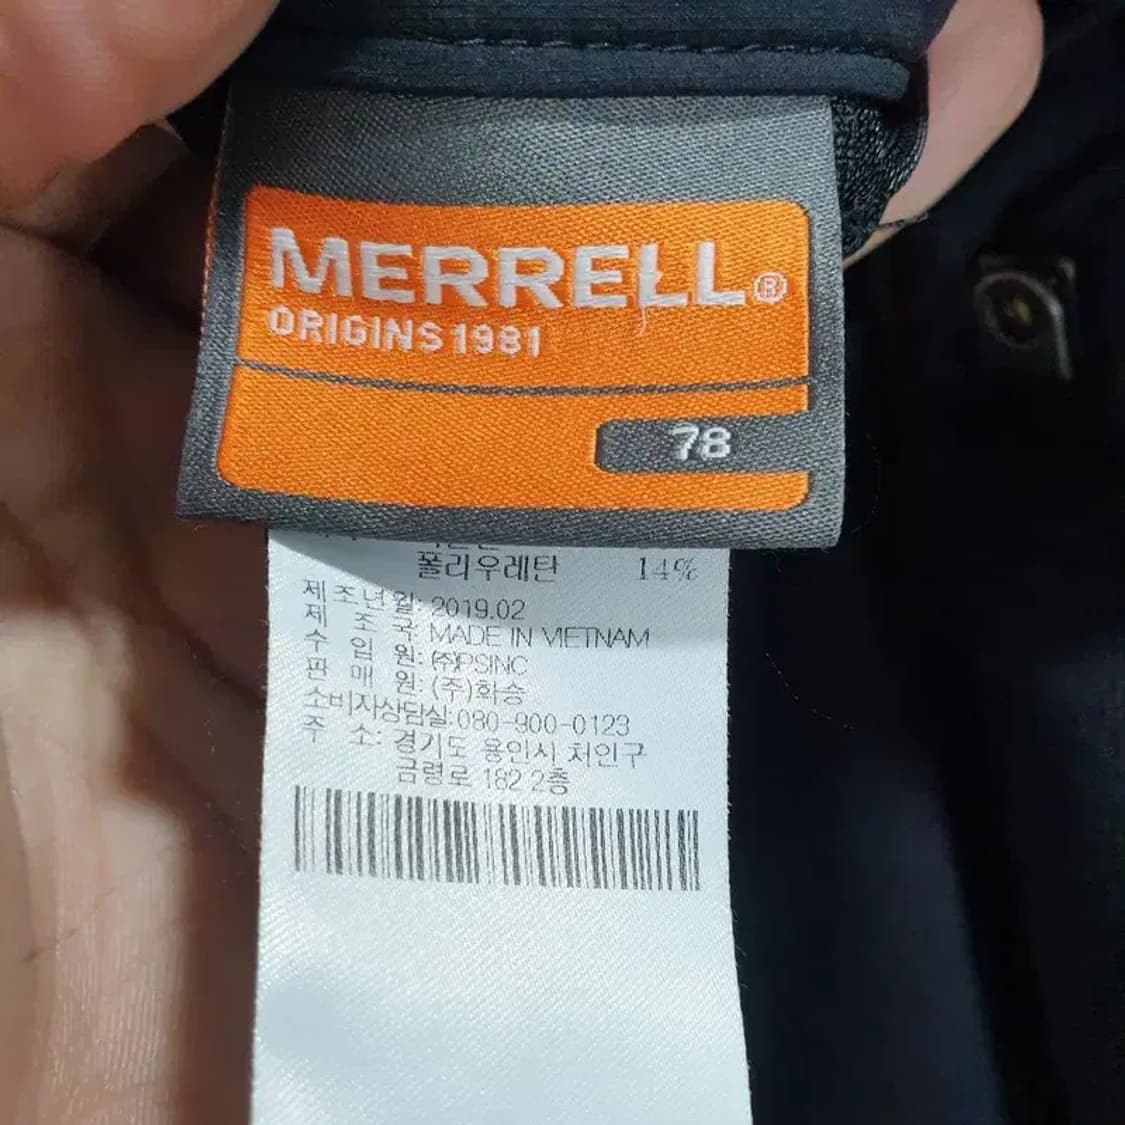 MERRELL®
ORIGINS 1981
78
폴리우레탄 14%
제조년월: 2019.02
제 조 국: MADE IN VIETNAM
수 입 원: ㈜PSINC
판 매 원: (주)화승
소비자상담실: 080-900-0123
주 소: 경기도 용인시 처인구
금령로 182 2층